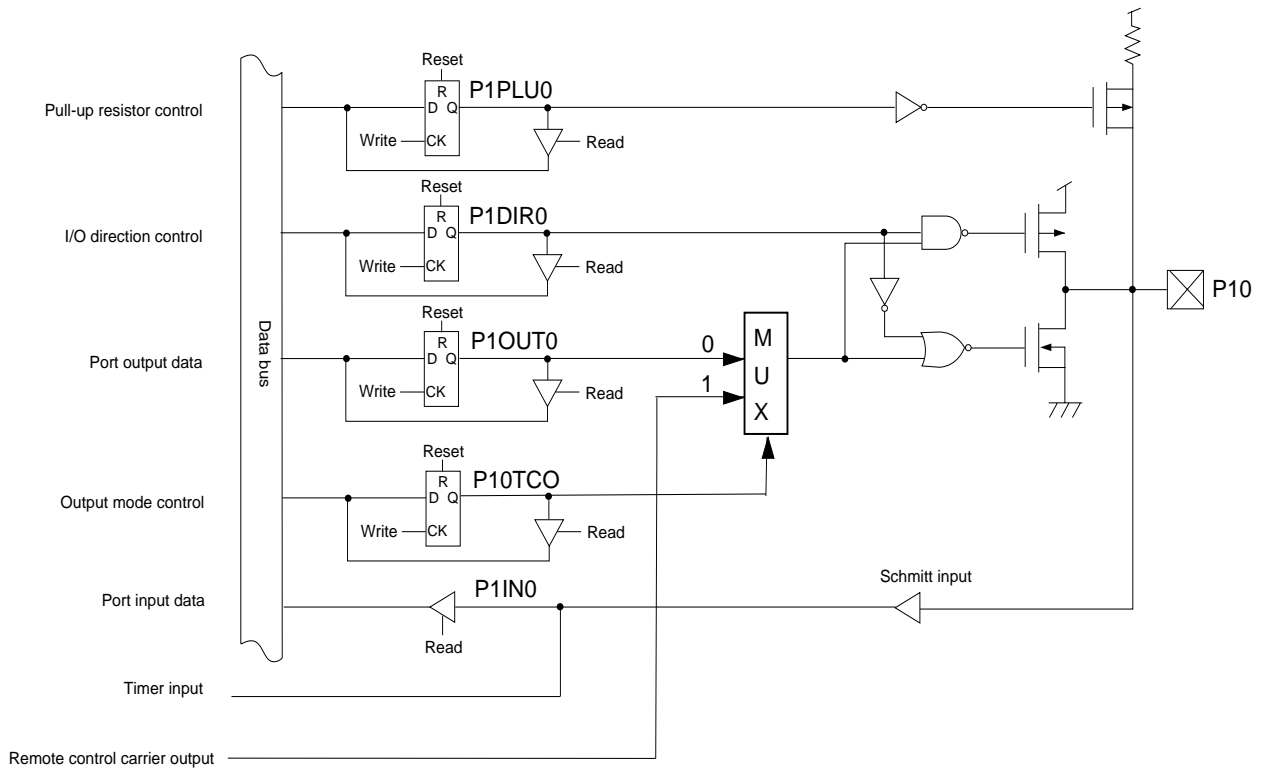 Reset
Pull-up resistor control
R
D Q
P1PLU0
Write
CK
Read
Reset
I/O direction control
R
D Q
P1DIR0
Write
CK
Read
P10
Reset
Data bus
Port output data
R
D Q
P1OUT0
Write
CK
Read
0
1
M
U
X
Reset
Output mode control
R
D Q
P10TCO
Write
CK
Read
Port input data
P1IN0
Read
Schmitt input
Timer input
Remote control carrier output